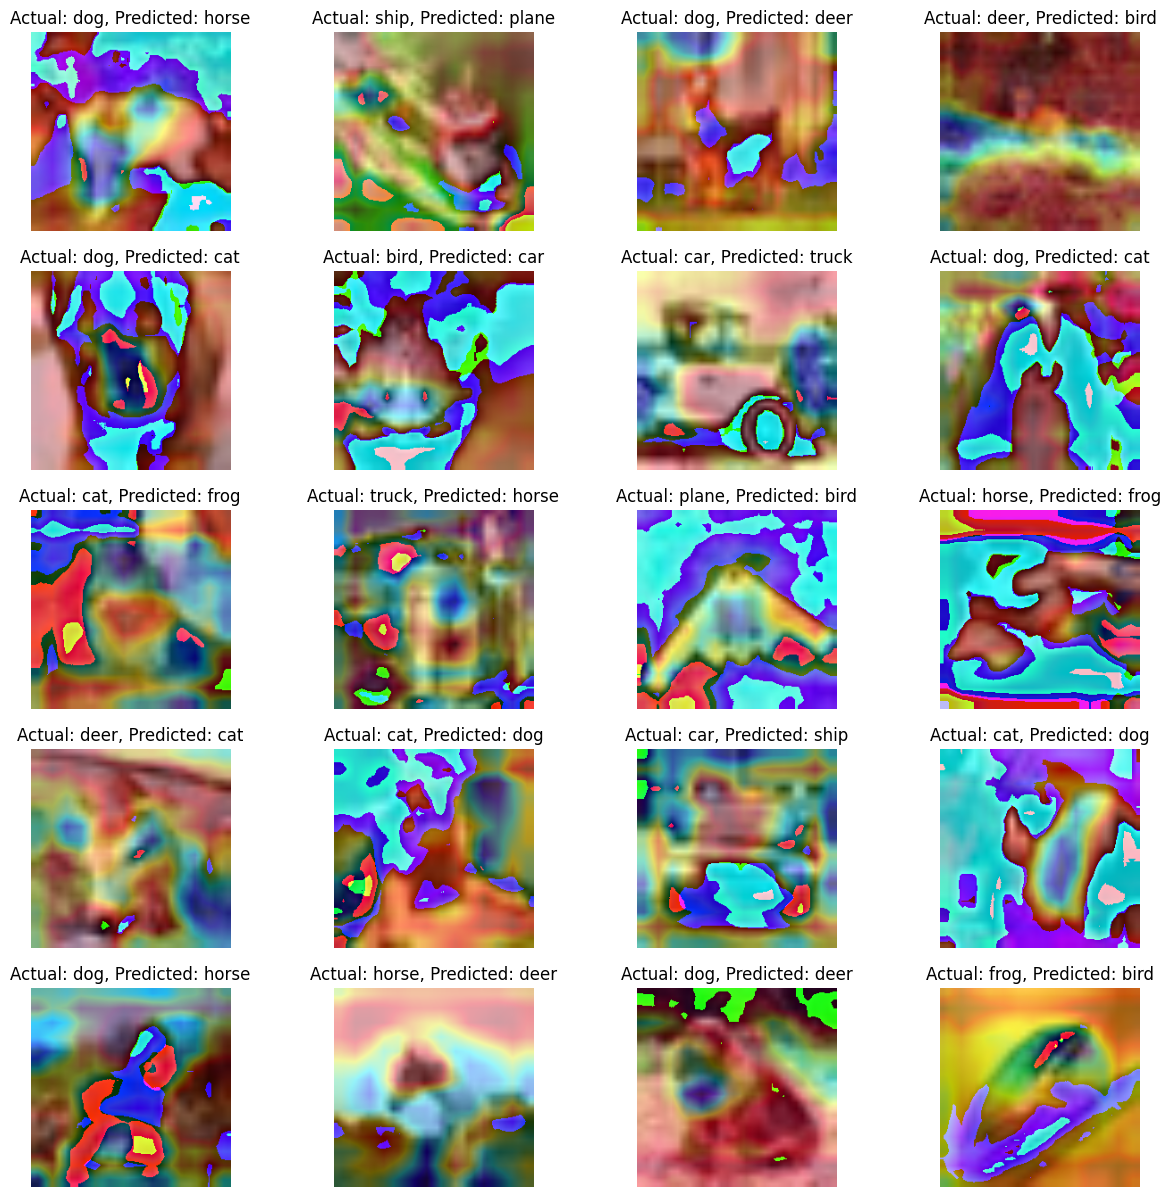 Actual: dog, Predicted: horse
Actual: ship, Predicted: plane
Actual: dog, Predicted: deer
Actual: deer, Predicted: bird
Actual: dog, Predicted: cat
Actual: bird, Predicted: car
Actual: car, Predicted: truck
Actual: dog, Predicted: cat
Actual: cat, Predicted: frog
Actual: truck, Predicted: horse
Actual: plane, Predicted: bird
Actual: horse, Predicted: frog
Actual: deer, Predicted: cat
Actual: cat, Predicted: dog
Actual: car, Predicted: ship
Actual: cat, Predicted: dog
Actual: dog, Predicted: horse
Actual: horse, Predicted: deer
Actual: dog, Predicted: deer
Actual: frog, Predicted: bird